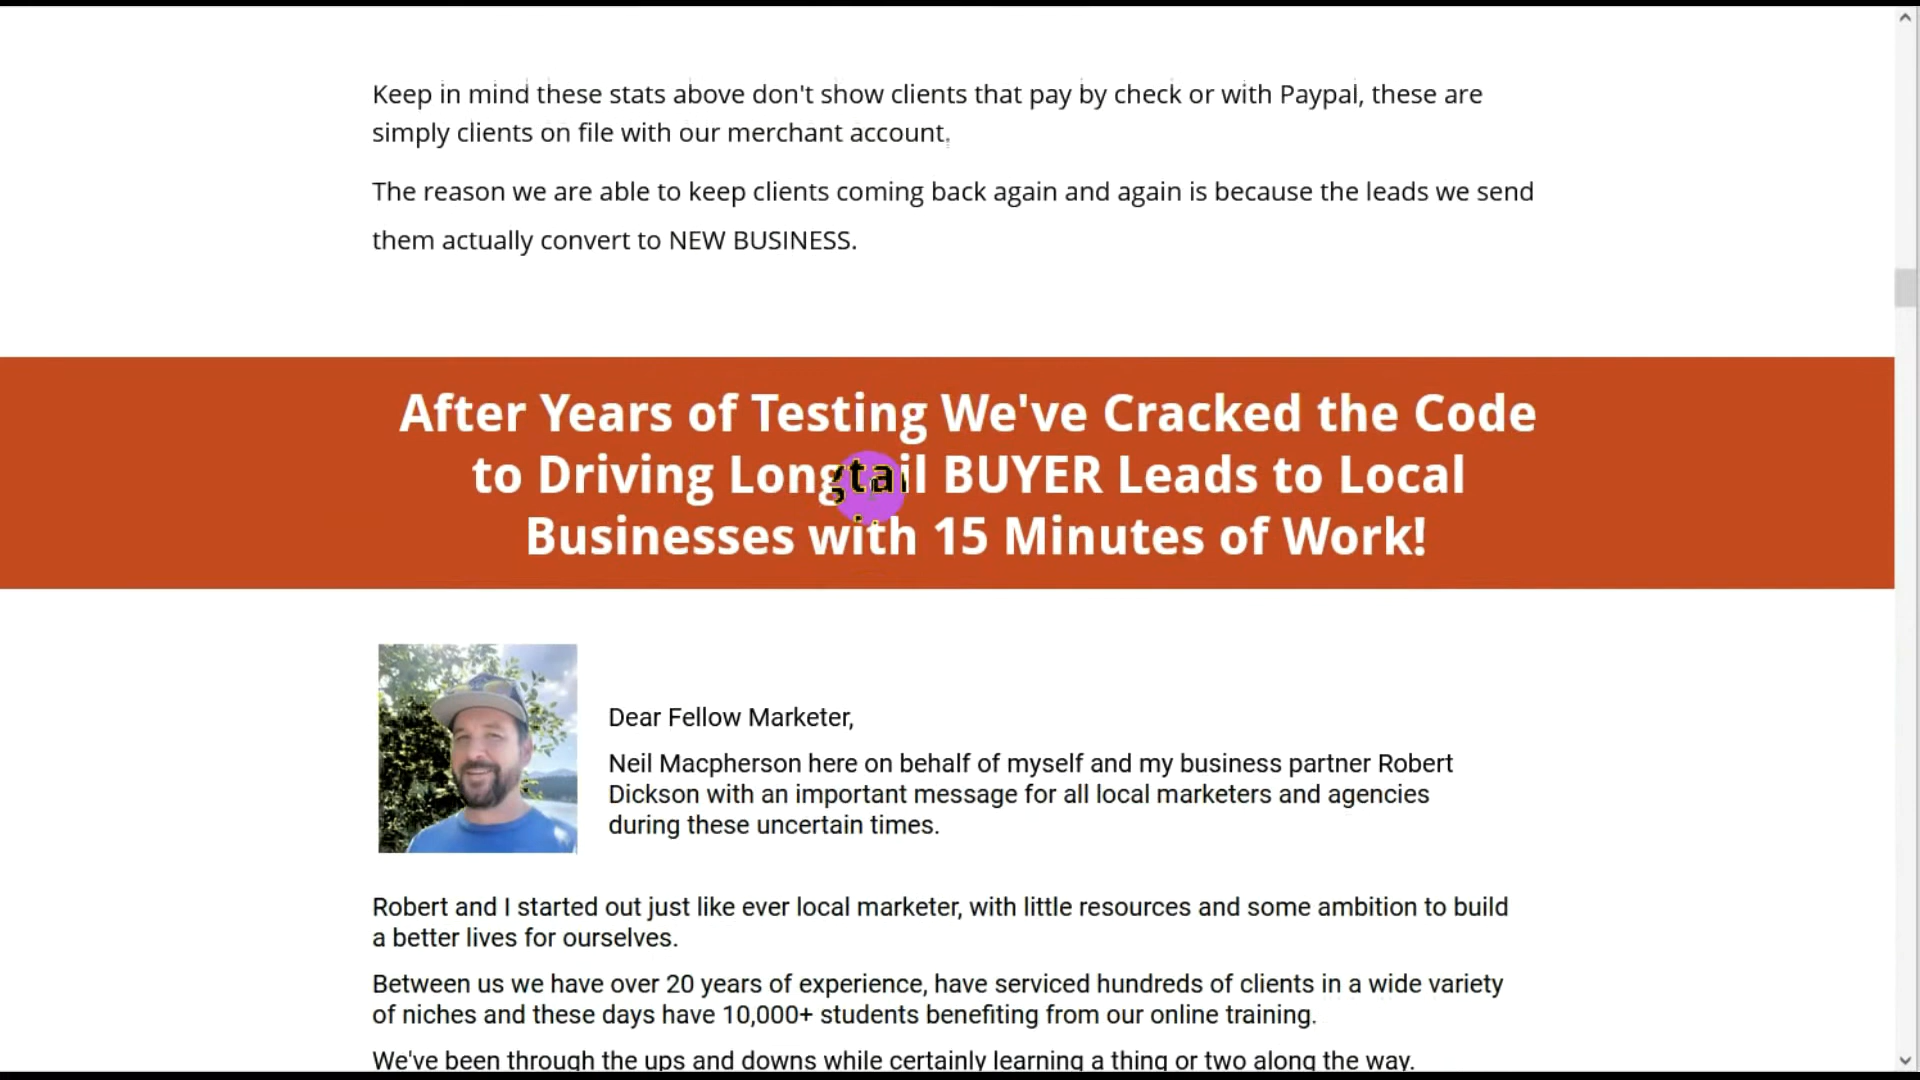 Keep in mind these stats above don't show clients that pay by check or with Paypal, these are
simply clients on file with our merchant account.
The reason we are able to keep clients coming back again and again is because the leads we send
them actually convert to NEW BUSINESS.
After Years of Testing We've Cracked the Code
to Driving Longtail BUYER Leads to Local
Businesses with 15 Minutes of Work!
Dear Fellow Marketer,
Neil Macpherson here on behalf of myself and my business partner Robert
Dickson with an important message for all local marketers and agencies
during these uncertain times.
Robert and I started out just like ever local marketer, with little resources and some ambition to build
a better lives for ourselves.
Between us we have over 20 years of experience, have serviced hundreds of clients in a wide variety
of niches and these days have 10,000+ students benefiting from our online training.
We've been through the ups and downs while certainly learning a thing or two along the way.